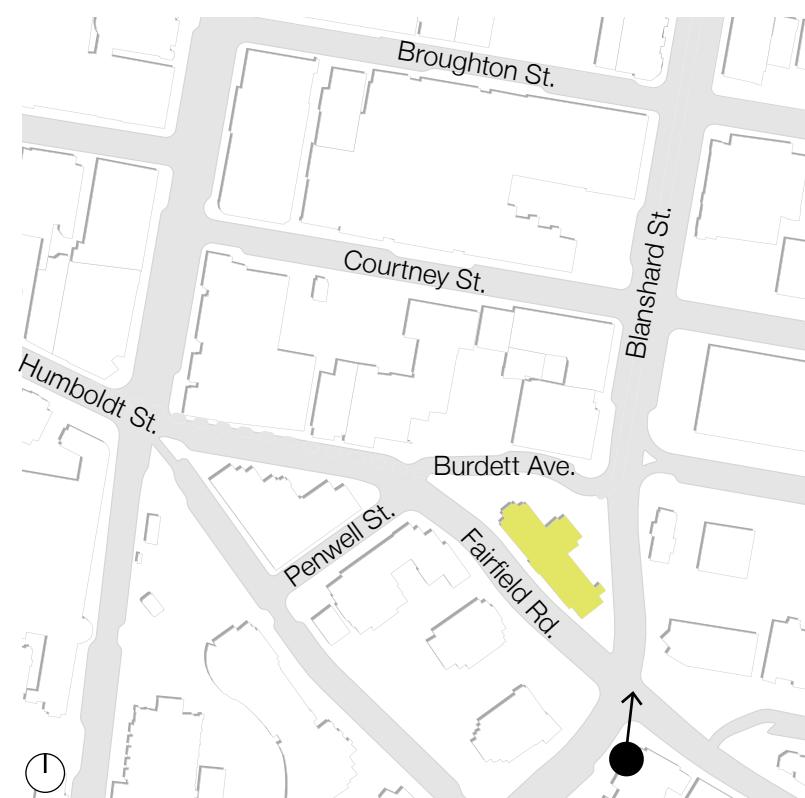 Broughton St.
Courtney St.
Blanshard St.
Humboldt St.
Burdett Ave.
Penwell St.
Fairfield Rd.